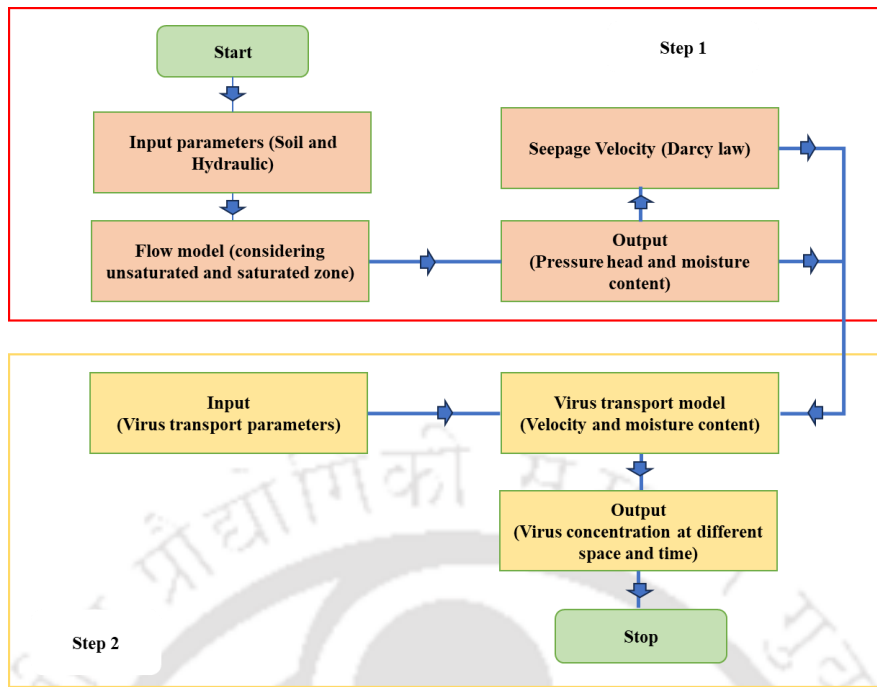 Start
Step 1
Input parameters (Soil and
Hydraulic)
Seepage Velocity (Darcy law)
Flow model (considering
unsaturated and saturated zone)
Output
(Pressure head and moisture
content)
Input
(Virus transport parameters)
Virus transport model
(Velocity and moisture content)
Output
(Virus concentration at different
space and time)
Step 2
Stop
प्रौद्योगिकी